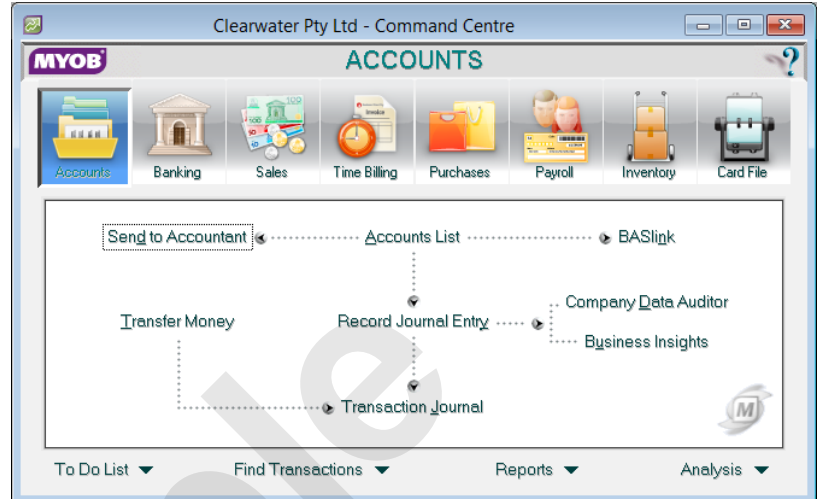 Clearwater Pty Ltd - Command Centre
MYOB ACCOUNTS
Accounts Banking Sales Time Billing Purchases Payroll Inventory Card File
Send to Accountant Accounts List BASlink
Company Data Auditor
Transfer Money Record Journal Entry
Business Insights
Transaction Journal
To Do List Find Transactions Reports Analysis